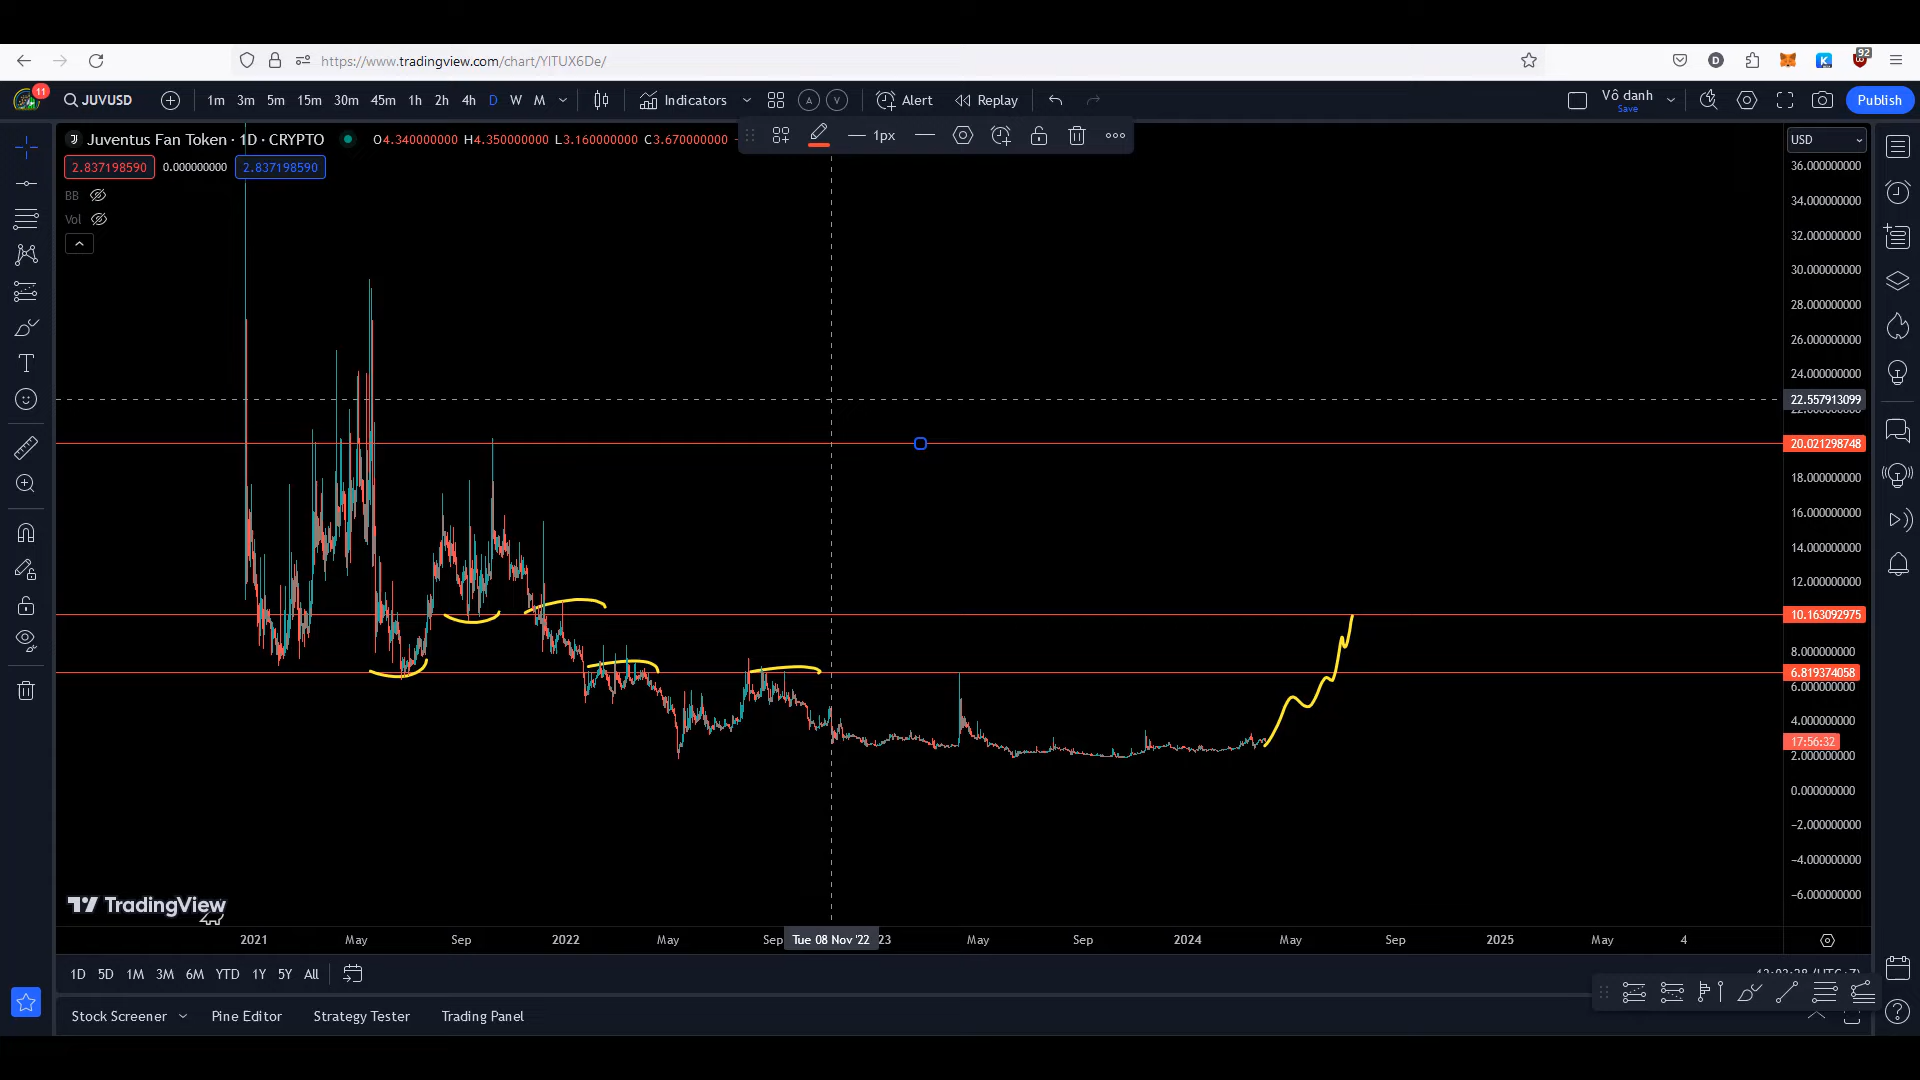 92
https://www.tradingview.com/chart/YlTUX6De/
11
JUVUSD
1m 3m 5m 15m 30m 45m 1h 2h 4h D W M
Indicators
A V
Alert
Replay
Vô danh
Save
Publish
Juventus Fan Token · 1D · CRYPTO
O4.340000000 H4.350000000 L3.160000000 C3.670000000
1px
USD
2.837198590 0.000000000 2.837198590
BB
Vol
36.000000000
34.000000000
32.000000000
30.000000000
28.000000000
26.000000000
24.000000000
22.557913099
22.000000000
20.021298748
18.000000000
16.000000000
14.000000000
12.000000000
10.163092975
8.000000000
6.819374058
6.000000000
4.000000000
17:56:32
2.000000000
0.000000000
−2.000000000
−4.000000000
−6.000000000
TradingView
2021 May Sep 2022 May Sep Tue 08 Nov '22 23 May Sep 2024 May Sep 2025 May 4
1D 5D 1M 3M 6M YTD 1Y 5Y All
Stock Screener Pine Editor Strategy Tester Trading Panel